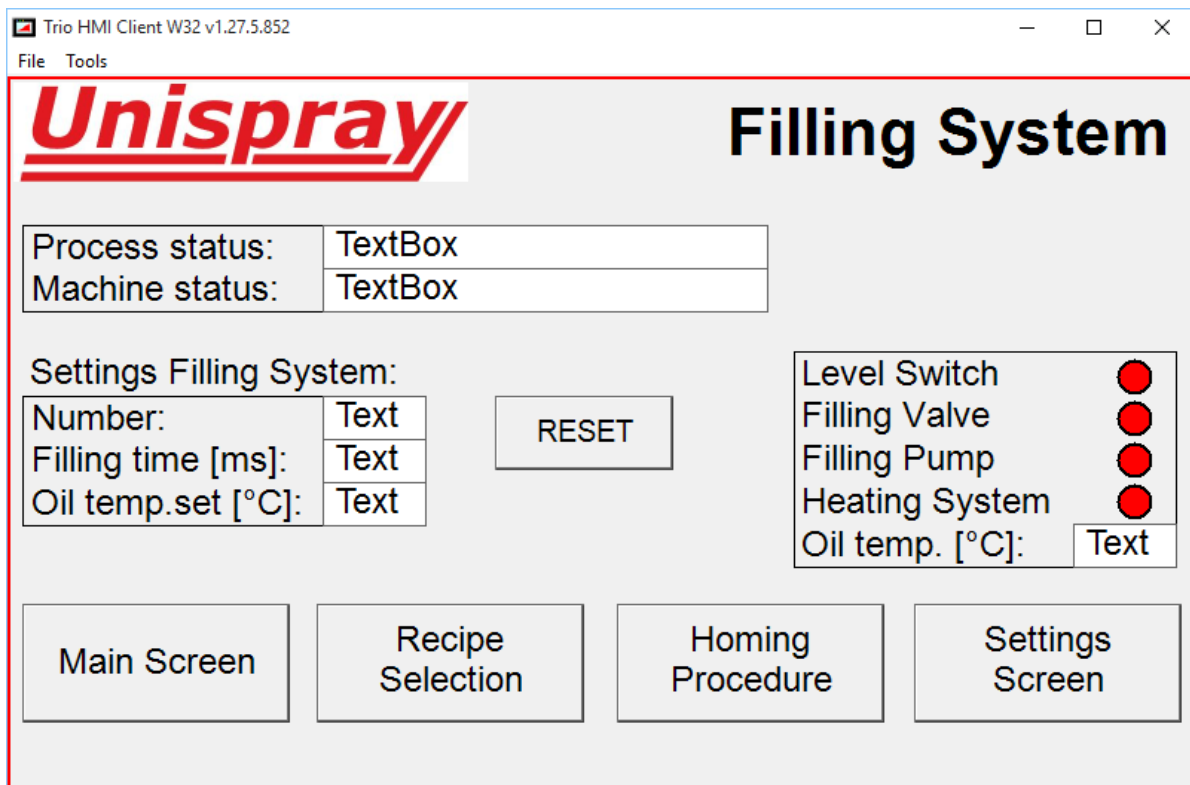 Trio HMI Client W32 v1.27.5.852
File Tools
Unispray
Filling System
Process status: TextBox
Machine status: TextBox
Settings Filling System:
Number: Text
Filling time [ms]: Text
Oil temp.set [°C]: Text
RESET
Level Switch
Filling Valve
Filling Pump
Heating System
Oil temp. [°C]: Text
Main Screen
Recipe
Selection
Homing
Procedure
Settings
Screen